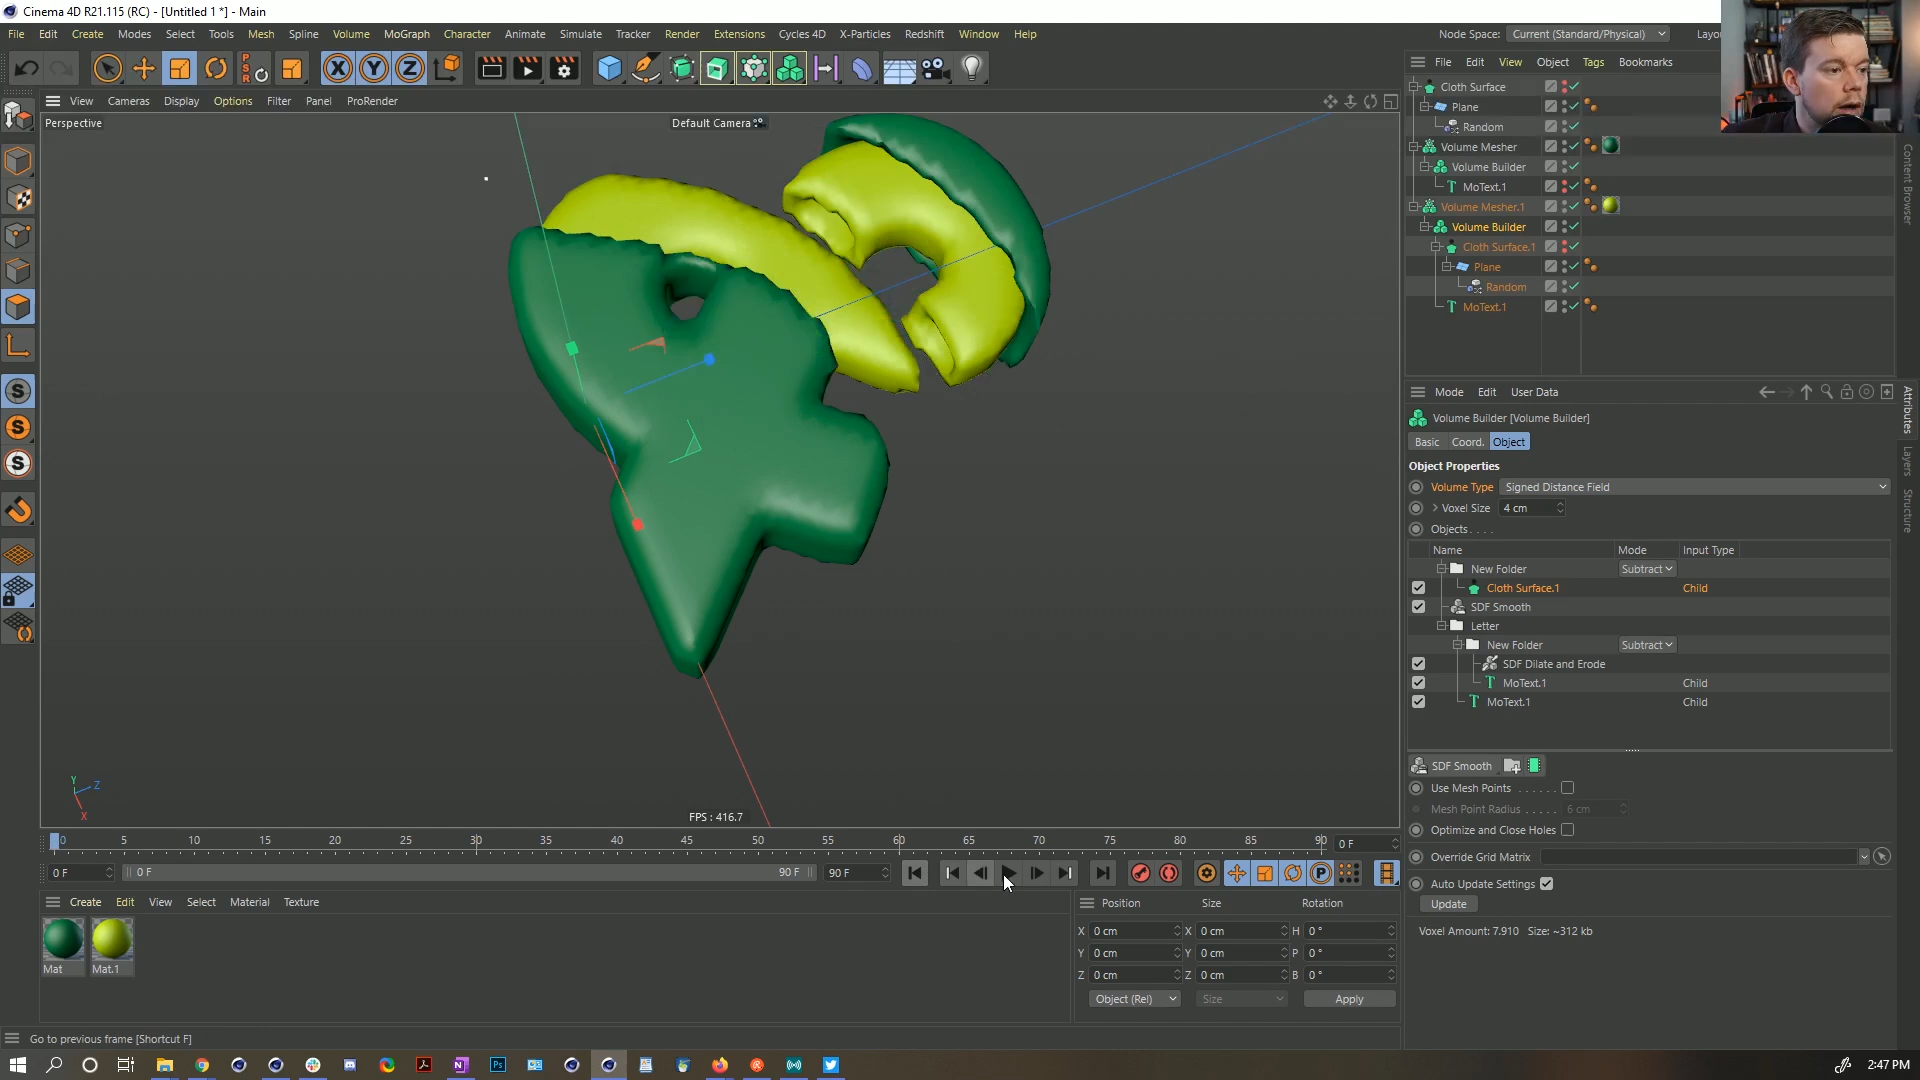 Cinema 4D R21.115 (RC) - [Untitled 1 *] - Main
File Edit Create Modes Select Tools Mesh Spline Volume MoGraph Character Animate Simulate Tracker Render Extensions Cycles 4D X-Particles Redshift Window Help
Node Space: Current (Standard/Physical) Layou
File Edit View Object Tags Bookmarks
View Cameras Display Options Filter Panel ProRender
Perspective
Default Camera
Cloth Surface
Plane
Random
Volume Mesher
Volume Builder
MoText.1
Volume Mesher.1
Volume Builder
Cloth Surface.1
Plane
Random
MoText.1
Content Browser
Mode Edit User Data
Volume Builder [Volume Builder]
Basic Coord. Object
Object Properties
Volume Type Signed Distance Field
Voxel Size 4 cm
Objects . . . .
Name Mode Input Type
New Folder Subtract
Cloth Surface.1 Child
SDF Smooth
Letter
New Folder Subtract
SDF Dilate and Erode
MoText.1 Child
MoText.1 Child
SDF Smooth
Use Mesh Points . . . . . .
Mesh Point Radius . . . . . 6 cm
Optimize and Close Holes
Override Grid Matrix
Auto Update Settings
Update
Voxel Amount: 7.910 Size: ~312 kb
Attributes
Layers
Structure
X Y Z
P S R
S
S
S
Y Z X
FPS : 416.7
0 5 10 15 20 25 30 35 40 45 50 55 60 65 70 75 80 85 90 0 F
0 F 0 F 90 F 90 F
P
Create Edit View Select Material Texture
Mat Mat.1
Position Size Rotation
X 0 cm X 0 cm H 0 °
Y 0 cm Y 0 cm P 0 °
Z 0 cm Z 0 cm B 0 °
Object (Rel) Size Apply
Go to previous frame [Shortcut F]
N Ps
2:47 PM